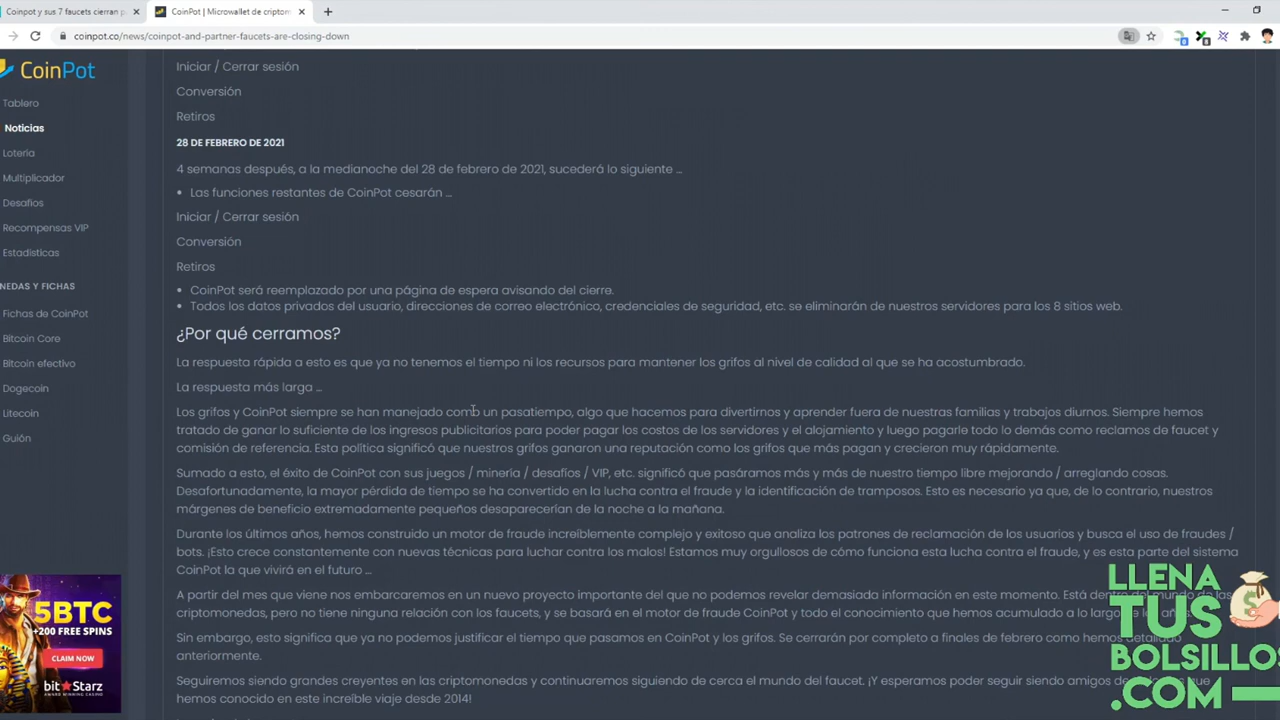 Coinpot y sus 7 faucets cierran p
CoinPot | Microwallet de cripton
coinpot.co/news/coinpot-and-partner-faucets-are-closing-down
CoinPot
Tablero
Noticias
Lotería
Multiplicador
Desafíos
Recompensas VIP
Estadísticas
NEDAS Y FICHAS
Fichas de CoinPot
Bitcoin Core
Bitcoin efectivo
Dogecoin
Litecoin
Guión
5BTC
+200 FREE SPINS
CLAIM NOW
bitStarz
Iniciar / Cerrar sesión
Conversión
Retiros
28 DE FEBRERO DE 2021
4 semanas después, a la medianoche del 28 de febrero de 2021, sucederá lo siguiente ...
• Las funciones restantes de CoinPot cesarán ...
Iniciar / Cerrar sesión
Conversión
Retiros
• CoinPot será reemplazado por una página de espera avisando del cierre.
• Todos los datos privados del usuario, direcciones de correo electrónico, credenciales de seguridad, etc. se eliminarán de nuestros servidores para los 8 sitios web.
¿Por qué cerramos?
La respuesta rápida a esto es que ya no tenemos el tiempo ni los recursos para mantener los grifos al nivel de calidad al que se ha acostumbrado.
La respuesta más larga ...
Los grifos y CoinPot siempre se han manejado como un pasatiempo, algo que hacemos para divertirnos y aprender fuera de nuestras familias y trabajos diurnos. Siempre hemos
tratado de ganar lo suficiente de los ingresos publicitarios para poder pagar los costos de los servidores y el alojamiento y luego pagarle todo lo demás como reclamos de faucet y
comisión de referencia. Esta política significó que nuestros grifos ganaron una reputación como los grifos que más pagan y crecieron muy rápidamente.
Sumado a esto, el éxito de CoinPot con sus juegos / minería / desafíos / VIP, etc. significó que pasáramos más y más de nuestro tiempo libre mejorando / arreglando cosas.
Desafortunadamente, la mayor pérdida de tiempo se ha convertido en la lucha contra el fraude y la identificación de tramposos. Esto es necesario ya que, de lo contrario, nuestros
márgenes de beneficio extremadamente pequeños desaparecerían de la noche a la mañana.
Durante los últimos años, hemos construido un motor de fraude increíblemente complejo y exitoso que analiza los patrones de reclamación de los usuarios y busca el uso de fraudes /
bots. ¡Esto crece constantemente con nuevas técnicas para luchar contra los malos! Estamos muy orgullosos de cómo funciona esta lucha contra el fraude, y es esta parte del sistema
CoinPot la que vivirá en el futuro ...
A partir del mes que viene nos embarcaremos en un nuevo proyecto importante del que no podemos revelar demasiada información en este momento. Está dentro del mundo de las
criptomonedas, pero no tiene ninguna relación con los faucets, y se basará en el motor de fraude CoinPot y todo el conocimiento que hemos acumulado a lo largo de los años.
Sin embargo, esto significa que ya no podemos justificar el tiempo que pasamos en CoinPot y los grifos. Se cerrarán por completo a finales de febrero como hemos detallado
anteriormente.
Seguiremos siendo grandes creyentes en las criptomonedas y continuaremos siguiendo de cerca el mundo del faucet. ¡Y esperamos poder seguir siendo amigos de que
hemos conocido en este increíble viaje desde 2014!
LLENA
TUS
BOLSILLOS
.COM